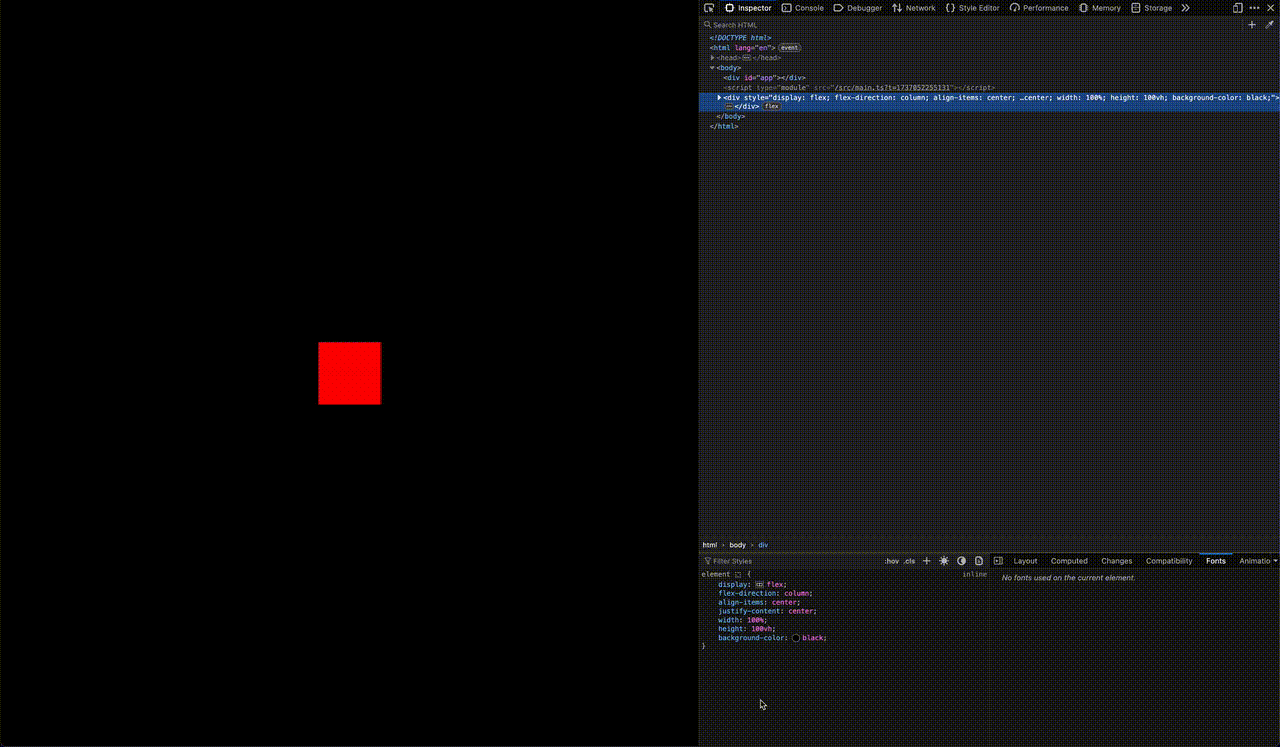 Inspector Console Debugger Network Style Editor Performance Memory Storage
Search HTML
<!DOCTYPE html>
<html lang="en"> event
<head> </head>
<body>
<div id="app"></div>
<script type="module" src="/src/main.ts?t=1737052255131"></script>
<div style="display: flex; flex-direction: column; align-items: center; …center; width: 100%; height: 100vh; background-color: black;">
</div> flex
</body>
</html>
html › body › div
Filter Styles :hov .cls Layout Computed Changes Compatibility Fonts Animatio
element { inline
display: flex;
flex-direction: column;
align-items: center;
justify-content: center;
width: 100%;
height: 100vh;
background-color: black;
}
No fonts used on the current element.